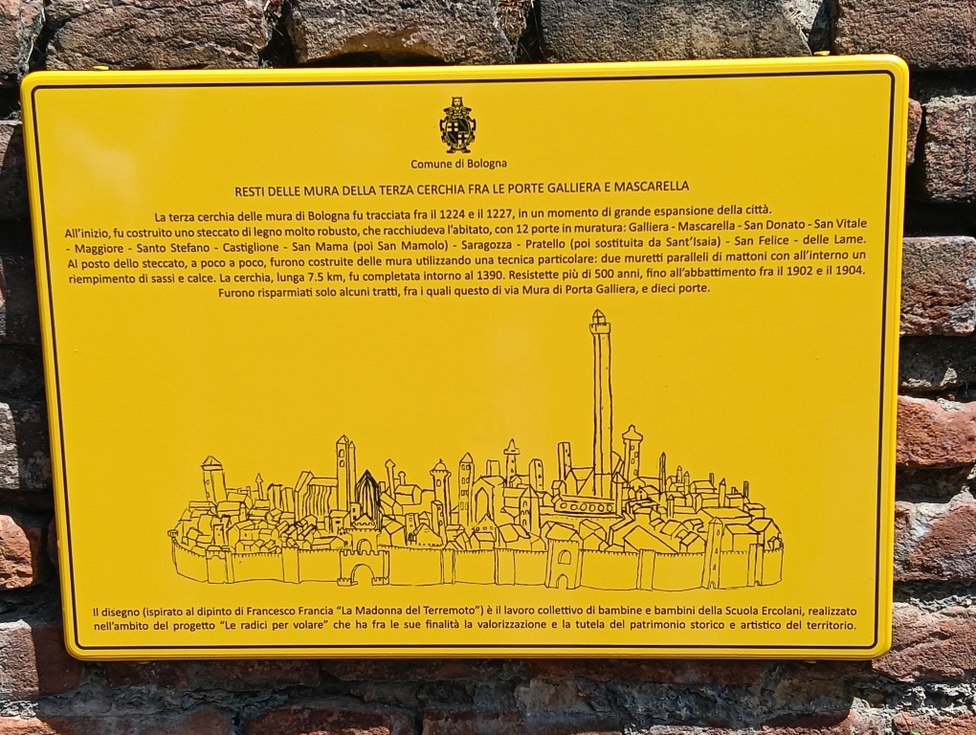 Comune di Bologna
RESTI DELLE MURA DELLA TERZA CERCHIA FRA LE PORTE GALLIERA E MASCARELLA
La terza cerchia delle mura di Bologna fu tracciata fra il 1224 e il 1227, in un momento di grande espansione della città.
All'inizio, fu costruito uno steccato di legno molto robusto, che racchiudeva l'abitato, con 12 porte in muratura: Galliera - Mascarella - San Donato - San Vitale
- Maggiore - Santo Stefano - Castiglione - San Mama (poi San Mamolo) - Saragozza - Pratello (poi sostituita da Sant'Isaia) - San Felice - delle Lame.
Al posto dello steccato, a poco a poco, furono costruite delle mura utilizzando una tecnica particolare: due muretti paralleli di mattoni con all'interno un
riempimento di sassi e calce. La cerchia, lunga 7.5 km, fu completata intorno al 1390. Resistette più di 500 anni, fino all'abbattimento fra il 1902 e il 1904.
Furono risparmiati solo alcuni tratti, fra i quali questo di via Mura di Porta Galliera, e dieci porte.
Il disegno (ispirato al dipinto di Francesco Francia "La Madonna del Terremoto") è il lavoro collettivo di bambine e bambini della Scuola Ercolani, realizzato
nell'ambito del progetto "Le radici per volare" che ha fra le sue finalità la valorizzazione e la tutela del patrimonio storico e artistico del territorio.